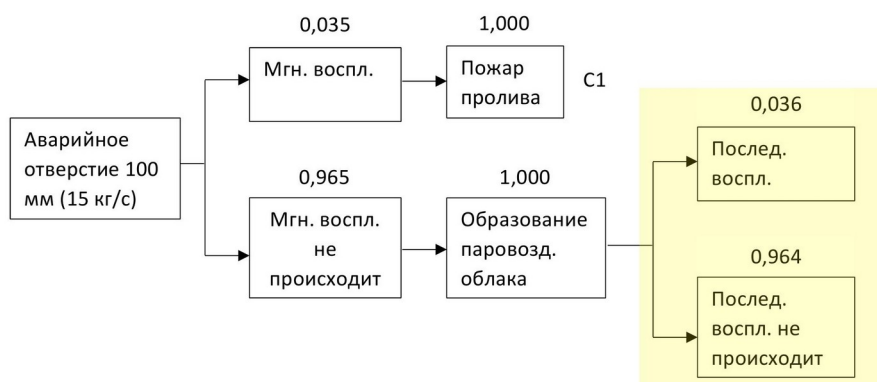 0,035
1,000
Мгн. воспл.
Пожар
пролива
С1
0,036
Аварийное
отверстие 100
мм (15 кг/с)
Послед.
воспл.
0,965
1,000
Мгн. воспл.
не
происходит
Образование
паровозд.
облака
0,964
Послед.
воспл. не
происходит